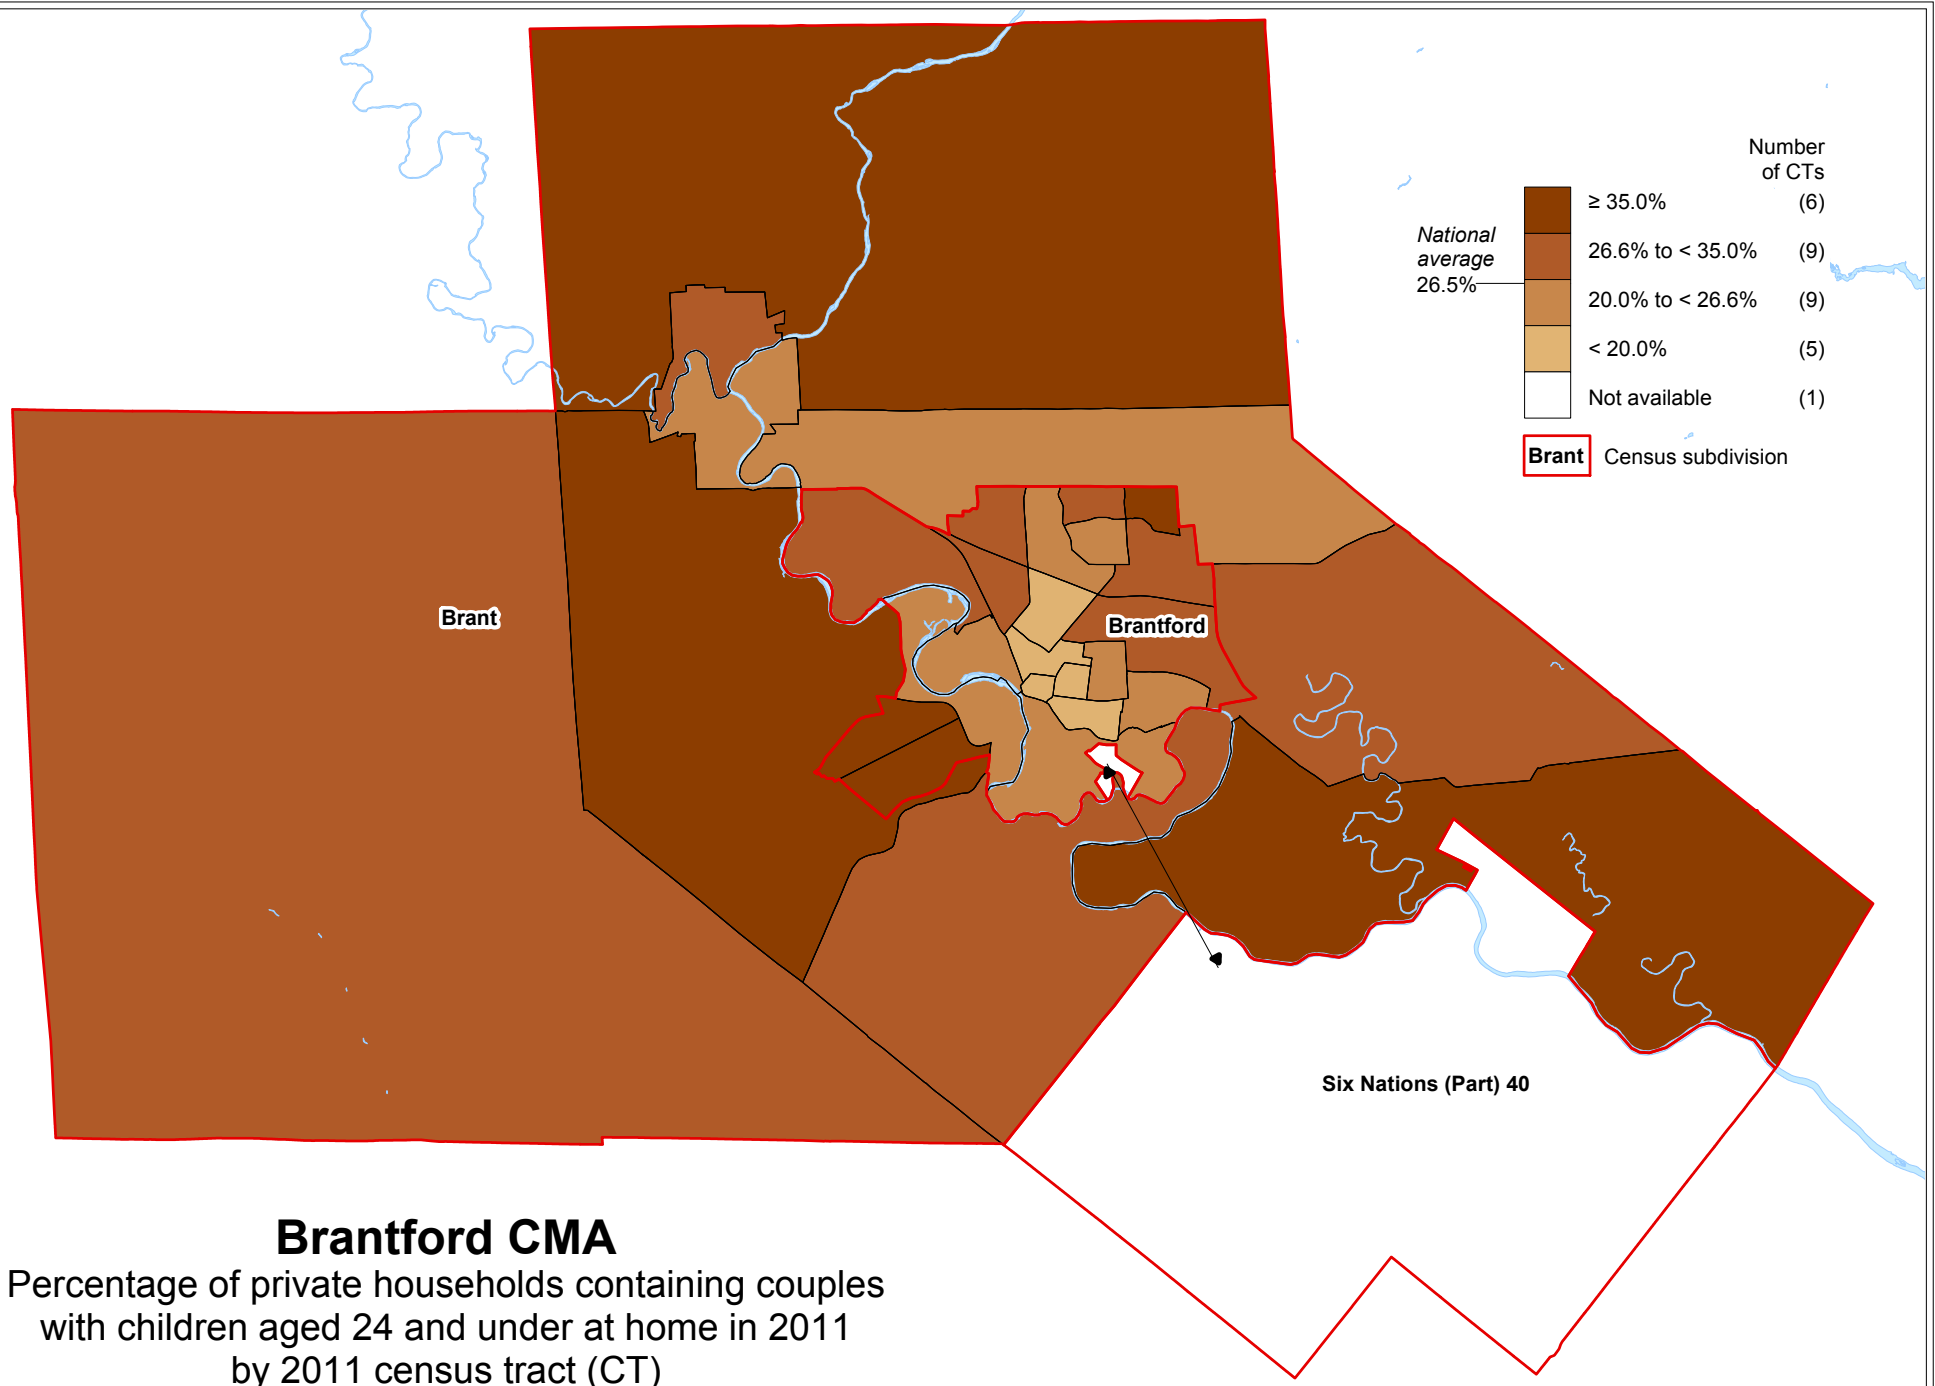 Number
of CTs
≥ 35.0% (6)
National
average
26.5%
26.6% to < 35.0% (9)
20.0% to < 26.6% (9)
< 20.0% (5)
Not available (1)
Brant Census subdivision
Brant
Brantford
Six Nations (Part) 40
Brantford CMA
Percentage of private households containing couples
with children aged 24 and under at home in 2011
by 2011 census tract (CT)